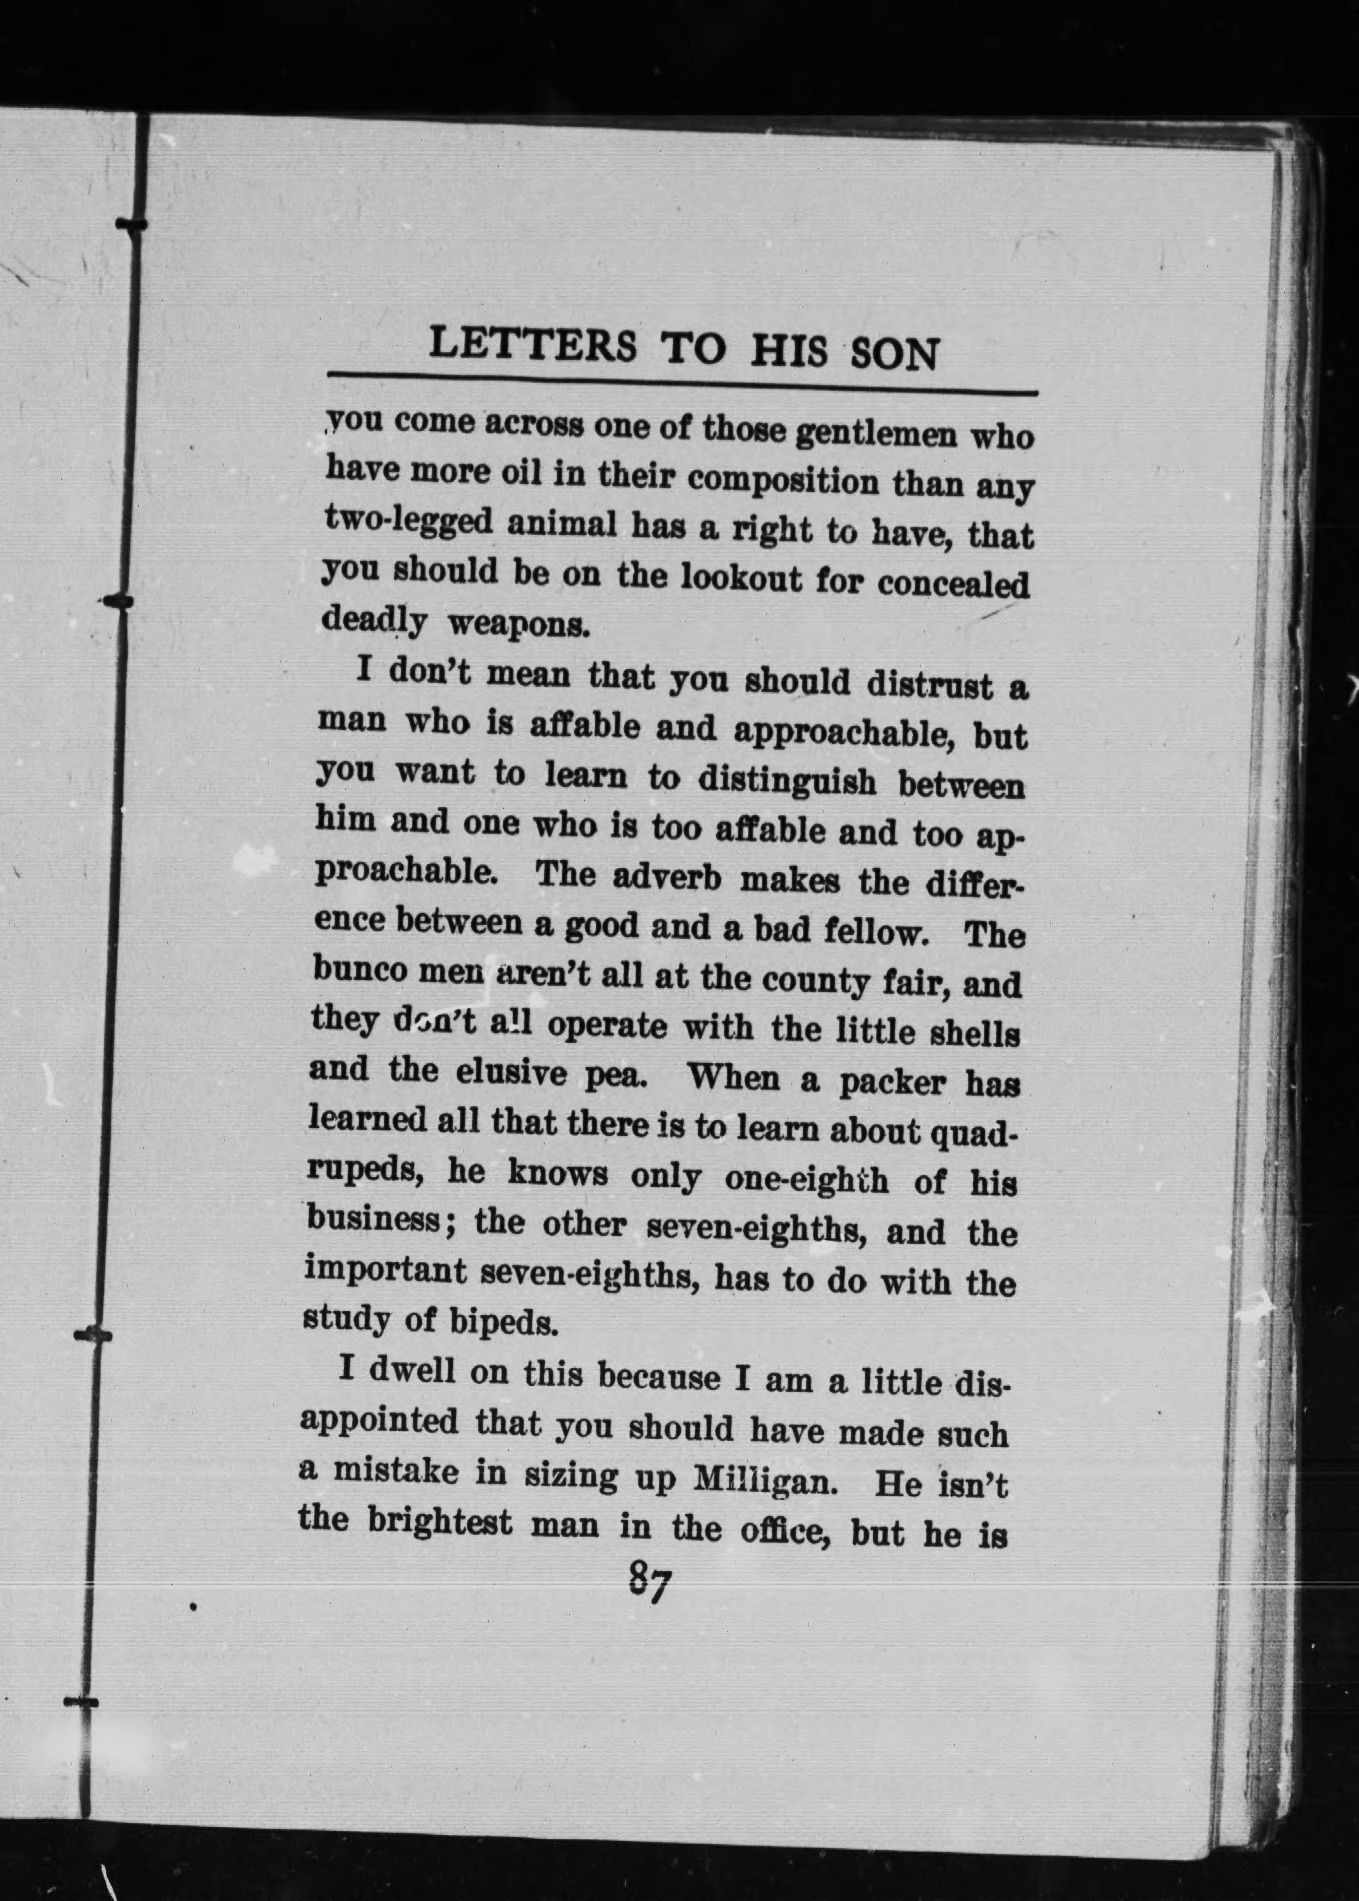 LETTERS TO HIS SON
you come across one of those gentlemen who
have more oil in their composition than any
two-legged animal has a right to have, that
you should be on the lookout for concealed
deadly weapons.
I don't mean that you should distrust a
man who is affable and approachable, but
you want to learn to distinguish between
him and one who is too affable and too ap-
proachable. The adverb makes the differ-
ence between a good and a bad fellow. The
bunco men aren't all at the county fair, and
they don't all operate with the little shells
and the elusive pea. When a packer has
learned all that there is to learn about quad-
rupeds, he knows only one-eighth of his
business; the other seven-eighths, and the
important seven-eighths, has to do with the
study of bipeds.
I dwell on this because I am a little dis-
appointed that you should have made such
a mistake in sizing up Milligan. He isn't
the brightest man in the office, but he is
87